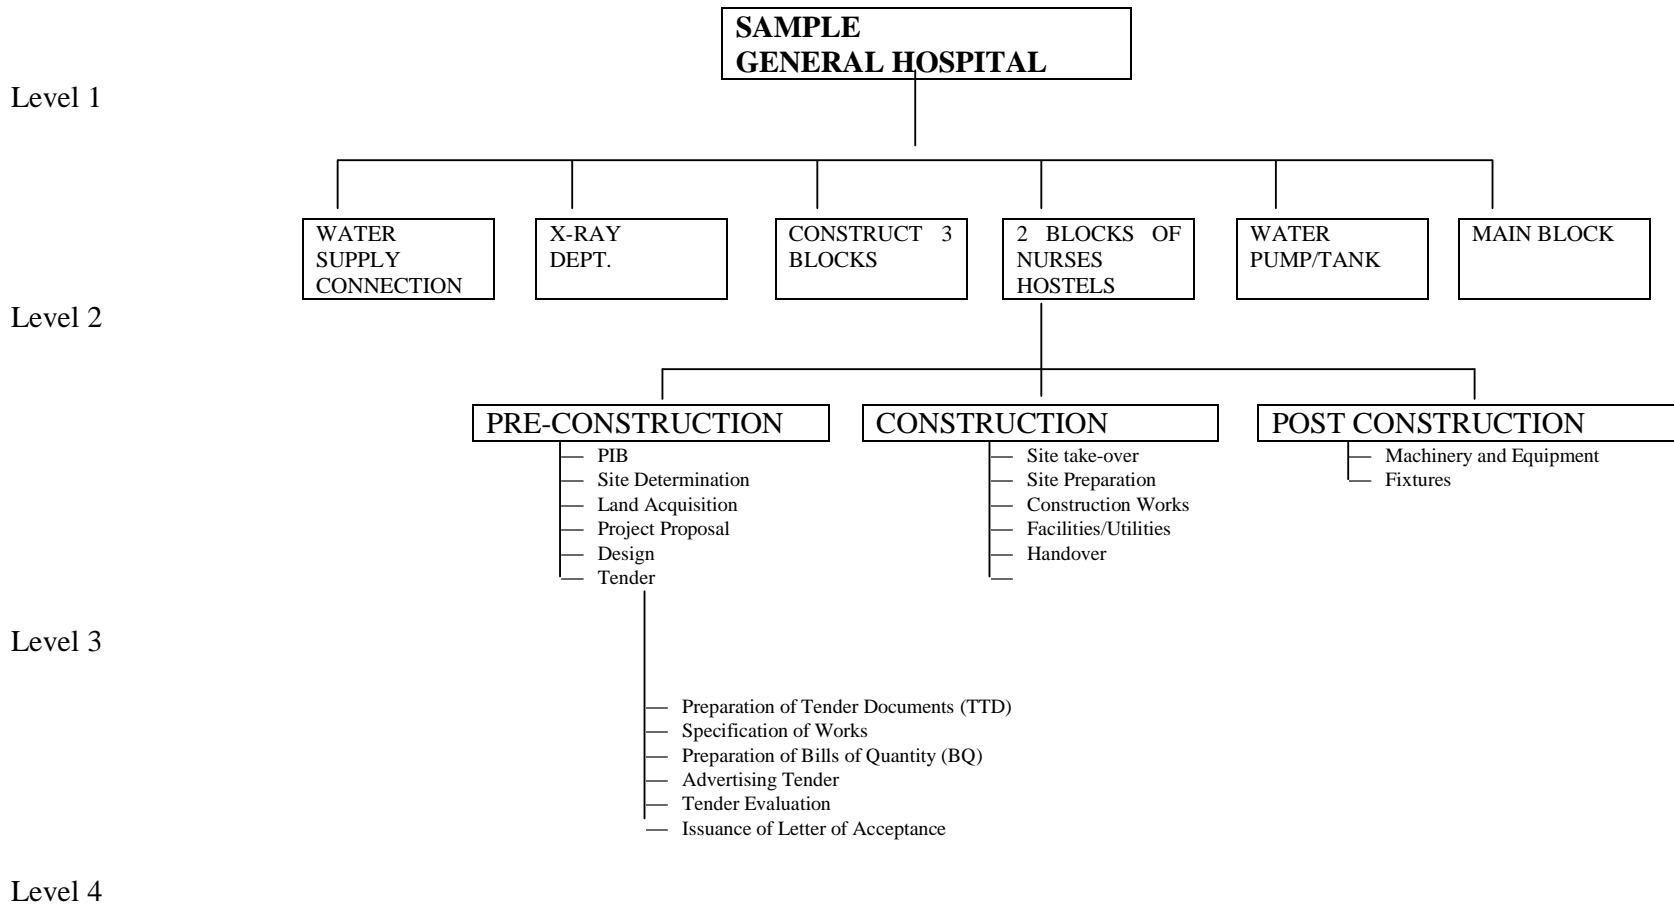 SAMPLE
GENERAL HOSPITAL
Level 1
WATER
SUPPLY
CONNECTION
X-RAY
DEPT.
CONSTRUCT 3
BLOCKS
2 BLOCKS OF
NURSES
HOSTELS
WATER
PUMP/TANK
MAIN BLOCK
Level 2
PRE-CONSTRUCTION
PIB
Site Determination
Land Acquisition
Project Proposal
Design
Tender
CONSTRUCTION
Site take-over
Site Preparation
Construction Works
Facilities/Utilities
Handover
POST CONSTRUCTION
Machinery and Equipment
Fixtures
Level 3
Preparation of Tender Documents (TTD)
Specification of Works
Preparation of Bills of Quantity (BQ)
Advertising Tender
Tender Evaluation
Issuance of Letter of Acceptance
Level 4